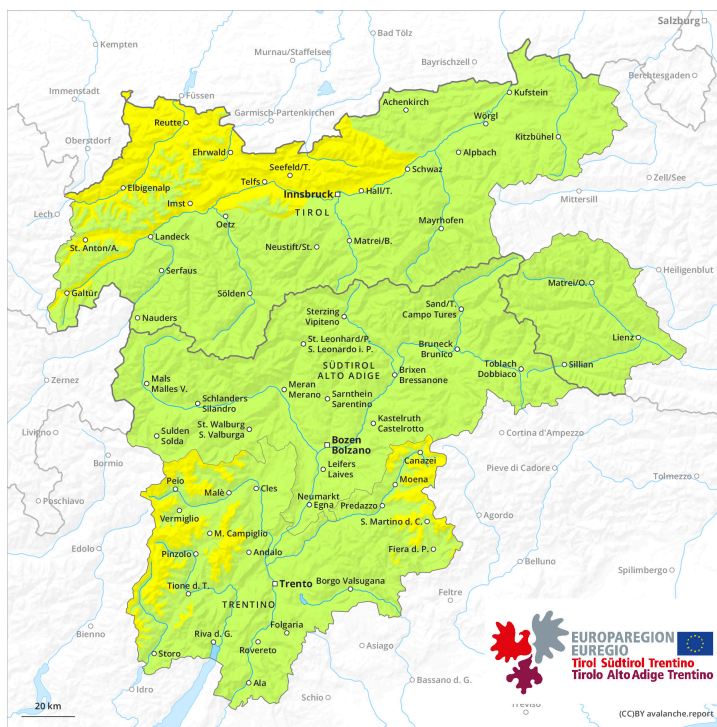 Salzburg
Kempten
Bad Tölz
Murnau/Staffelsee
Bayrischzell
Berchtesgaden
Immenstadt
Füssen
Garmisch-Partenkirchen
Achenkirch
Kufstein
Reutte
Wörgl
Oberstdorf
Ehrwald
Kitzbühel
Alpbach
Seefeld/T.
Schwaz
Telfs
Zell/See
Elbigenalp
Innsbruck
Hall/T.
Mittersill
Imst
Lech
TIROL
Oetz
Mayrhofen
Landeck
St. Anton/A.
Neustift/St.
Matrei/B.
Serfaus
Heiligenblut
Galtür
Sölden
Matrei/O.
Nauders
Sterzing
Vipiteno
Sand/T.
Campo Tures
Lienz
St. Leonhard/P.
S. Leonardo i. P.
Bruneck
Brunico
Toblach
Dobbiaco
Sillian
SÜDTIROL
ALTO ADIGE
Brixen
Bressanone
Zernez
Mals
Malles V.
Meran
Merano
Sarnthein
Sarentino
Schlanders
Silandro
Kastelruth
Castelrotto
St. Walburg
S. Valburga
Livigno
Sulden
Solda
Cortina d'Ampezzo
Bozen
Bolzano
Bormio
Canazei
Pieve di Cadore
Leifers
Laives
Tolmezzo
Peio
Moena
Poschiavo
Malè
Cles
Neumarkt
Egna
Predazzo
Agordo
Vermiglio
S. Martino d. C.
M. Campiglio
Edolo
Pinzolo
Andalo
Fiera d. P.
Belluno
Spilimbergo
Tione d. T.
Trento
Borgo Valsugana
Feltre
TRENTINO
Folgaria
Bienno
Riva d. G.
Rovereto
Asiago
Storo
Ala
Bassano d. G.
Idro
Schio
Treviso
EUROPAREGION
EUREGIO
Tirol Südtirol Trentino
Tirolo Alto Adige Trentino
20 km
(CC)BY avalanche.report